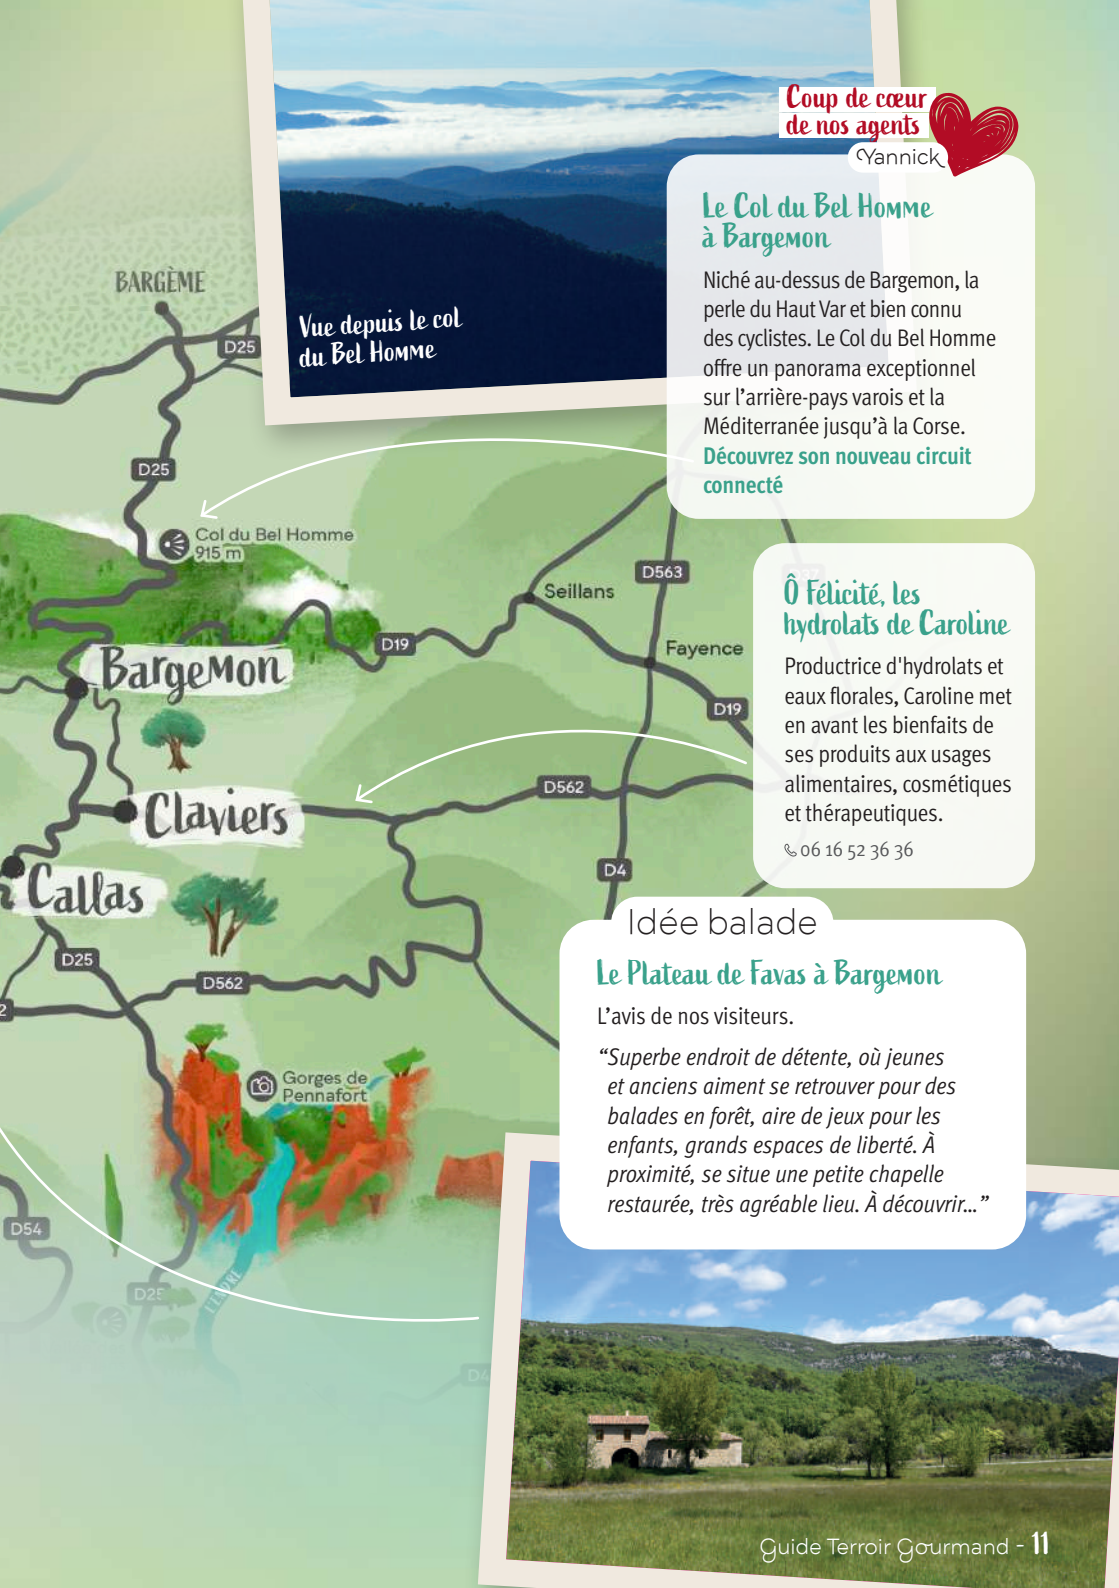 Coup de cœur
de nos agents
Yannick
Le Col du Bel Homme
à Bargemon
Niché au-dessus de Bargemon, la
perle du Haut Var et bien connu
des cyclistes. Le Col du Bel Homme
offre un panorama exceptionnel
sur l'arrière-pays varois et la
Méditerranée jusqu'à la Corse.
Découvrez son nouveau circuit
connecté
Vue depuis le col
du Bel Homme
BARGÈME
D25
D25
Col du Bel Homme
915 m
Seillans
D563
Fayence
D19
D19
Bargemon
Claviers
D562
Callas
D4
D25
D562
Ô Félicité, les
hydrolats de Caroline
Productrice d'hydrolats et
eaux florales, Caroline met
en avant les bienfaits de
ses produits aux usages
alimentaires, cosmétiques
et thérapeutiques.
06 16 52 36 36
Idée balade
Le Plateau de Favas à Bargemon
L'avis de nos visiteurs.
“Superbe endroit de détente, où jeunes
et anciens aiment se retrouver pour des
balades en forêt, aire de jeux pour les
enfants, grands espaces de liberté. À
proximité, se situe une petite chapelle
restaurée, très agréable lieu. À découvrir...”
Gorges de
Pennafort
D54
D25
L'ENDRE
D4
Guide Terroir Gourmand - 11